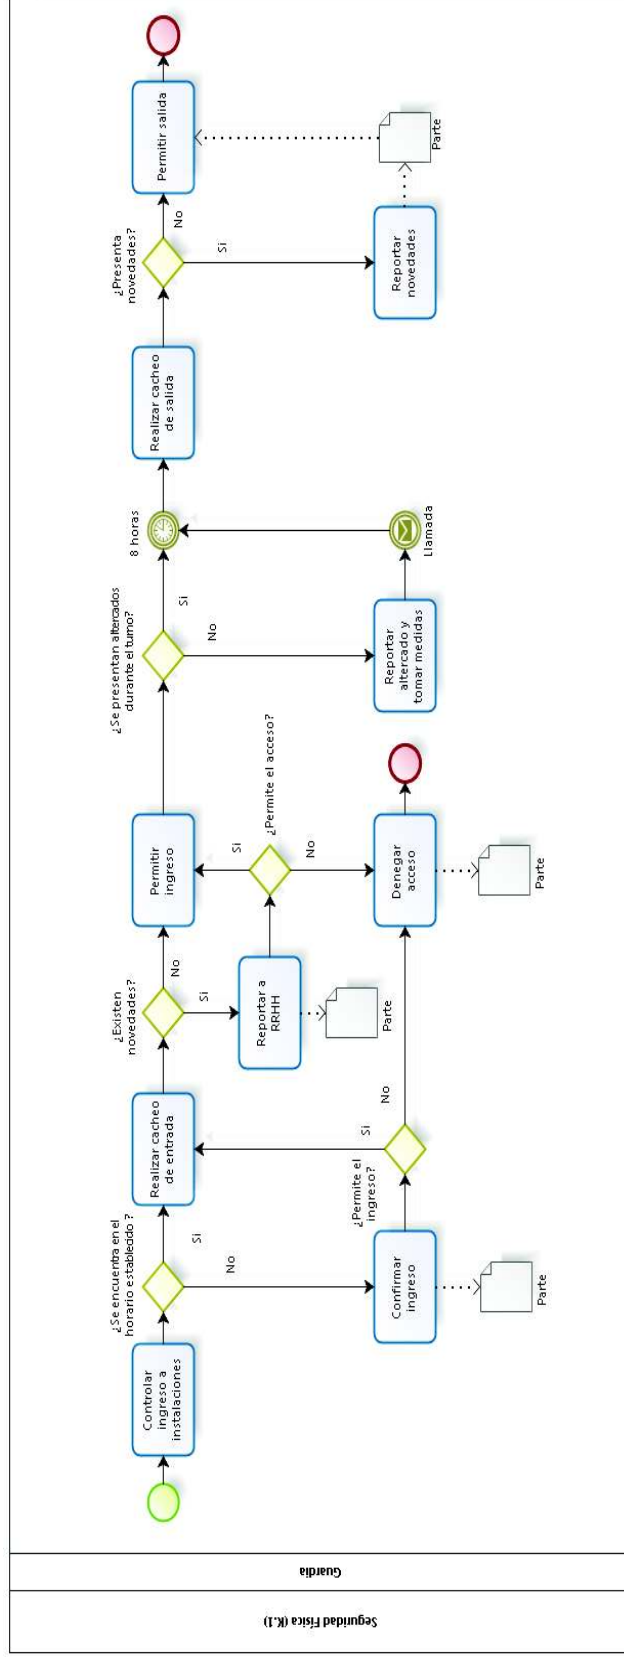 Seguridad Física (K.1)
Guardia
Controlar
ingreso a
instalaciones
¿Se encuentra en el
horario establecido ?
Si
No
Confirmar
ingreso
Parte
¿Permite el
ingreso?
Si
No
Realizar cacheo
de entrada
¿Existen
novedades?
No
Si
Reportar a
RRHH
Parte
¿Permite el acceso?
Si
No
Permitir
ingreso
Denegar
acceso
Parte
¿Se presentan altercados
durante el turno?
Si
No
Reportar
altercado y
tomar medidas
Llamada
8 horas
Realizar cacheo
de salida
¿Presenta
novedades?
No
Si
Reportar
novedades
Parte
Permitir salida